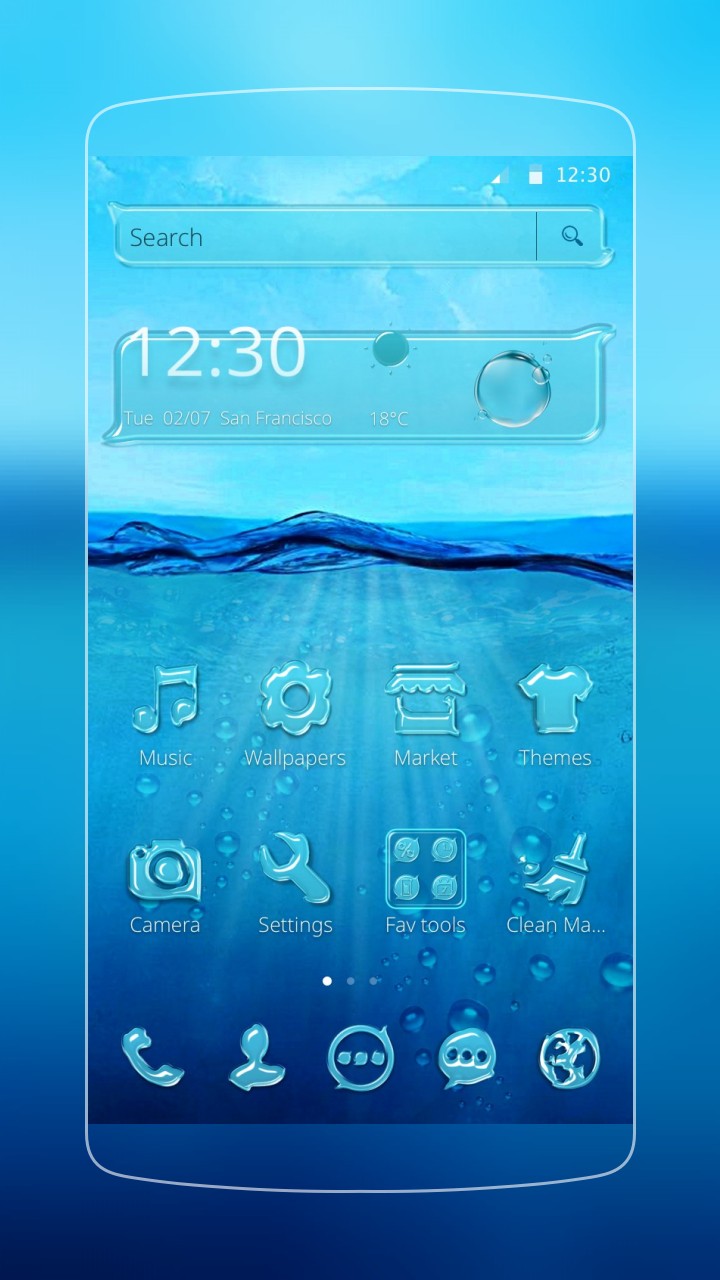 12:30
Search
12:30
Tue 02/07 San Francisco 18°C
Music Wallpapers Market Themes
Camera Settings Fav tools Clean Ma...